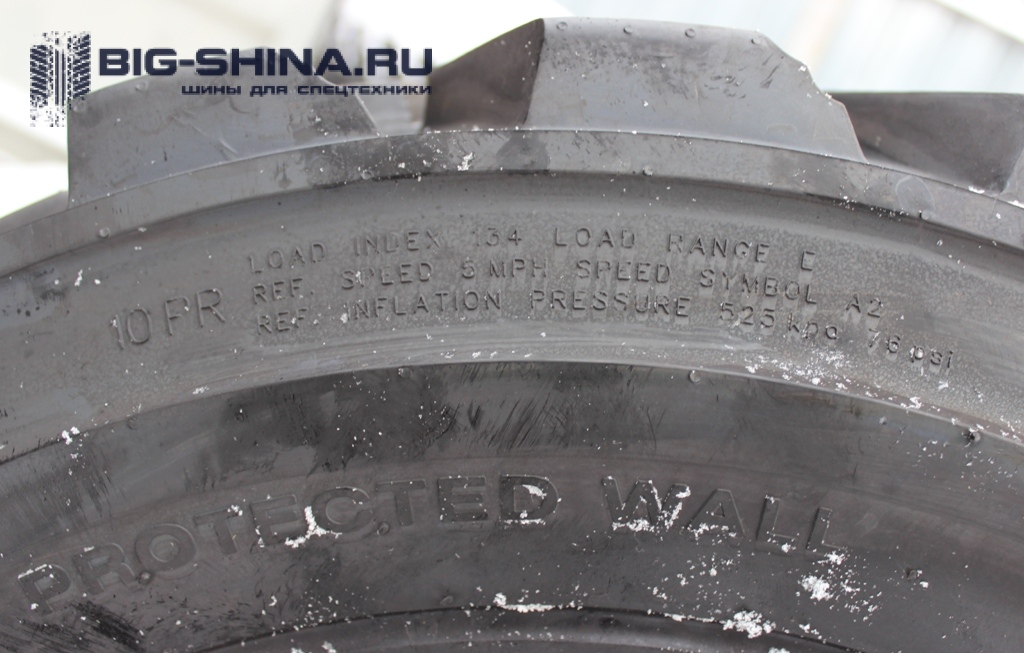 BIG-SHINA.RU
ШИНЫ ДЛЯ СПЕЦТЕХНИКИ
LOAD INDEX 134 LOAD RANGE E
REF. SPEED 5 MPH SPEED SYMBOL A2
10 PR
REF. INFLATION PRESSURE 525 kpa 76 psi
PROTECTED WALL